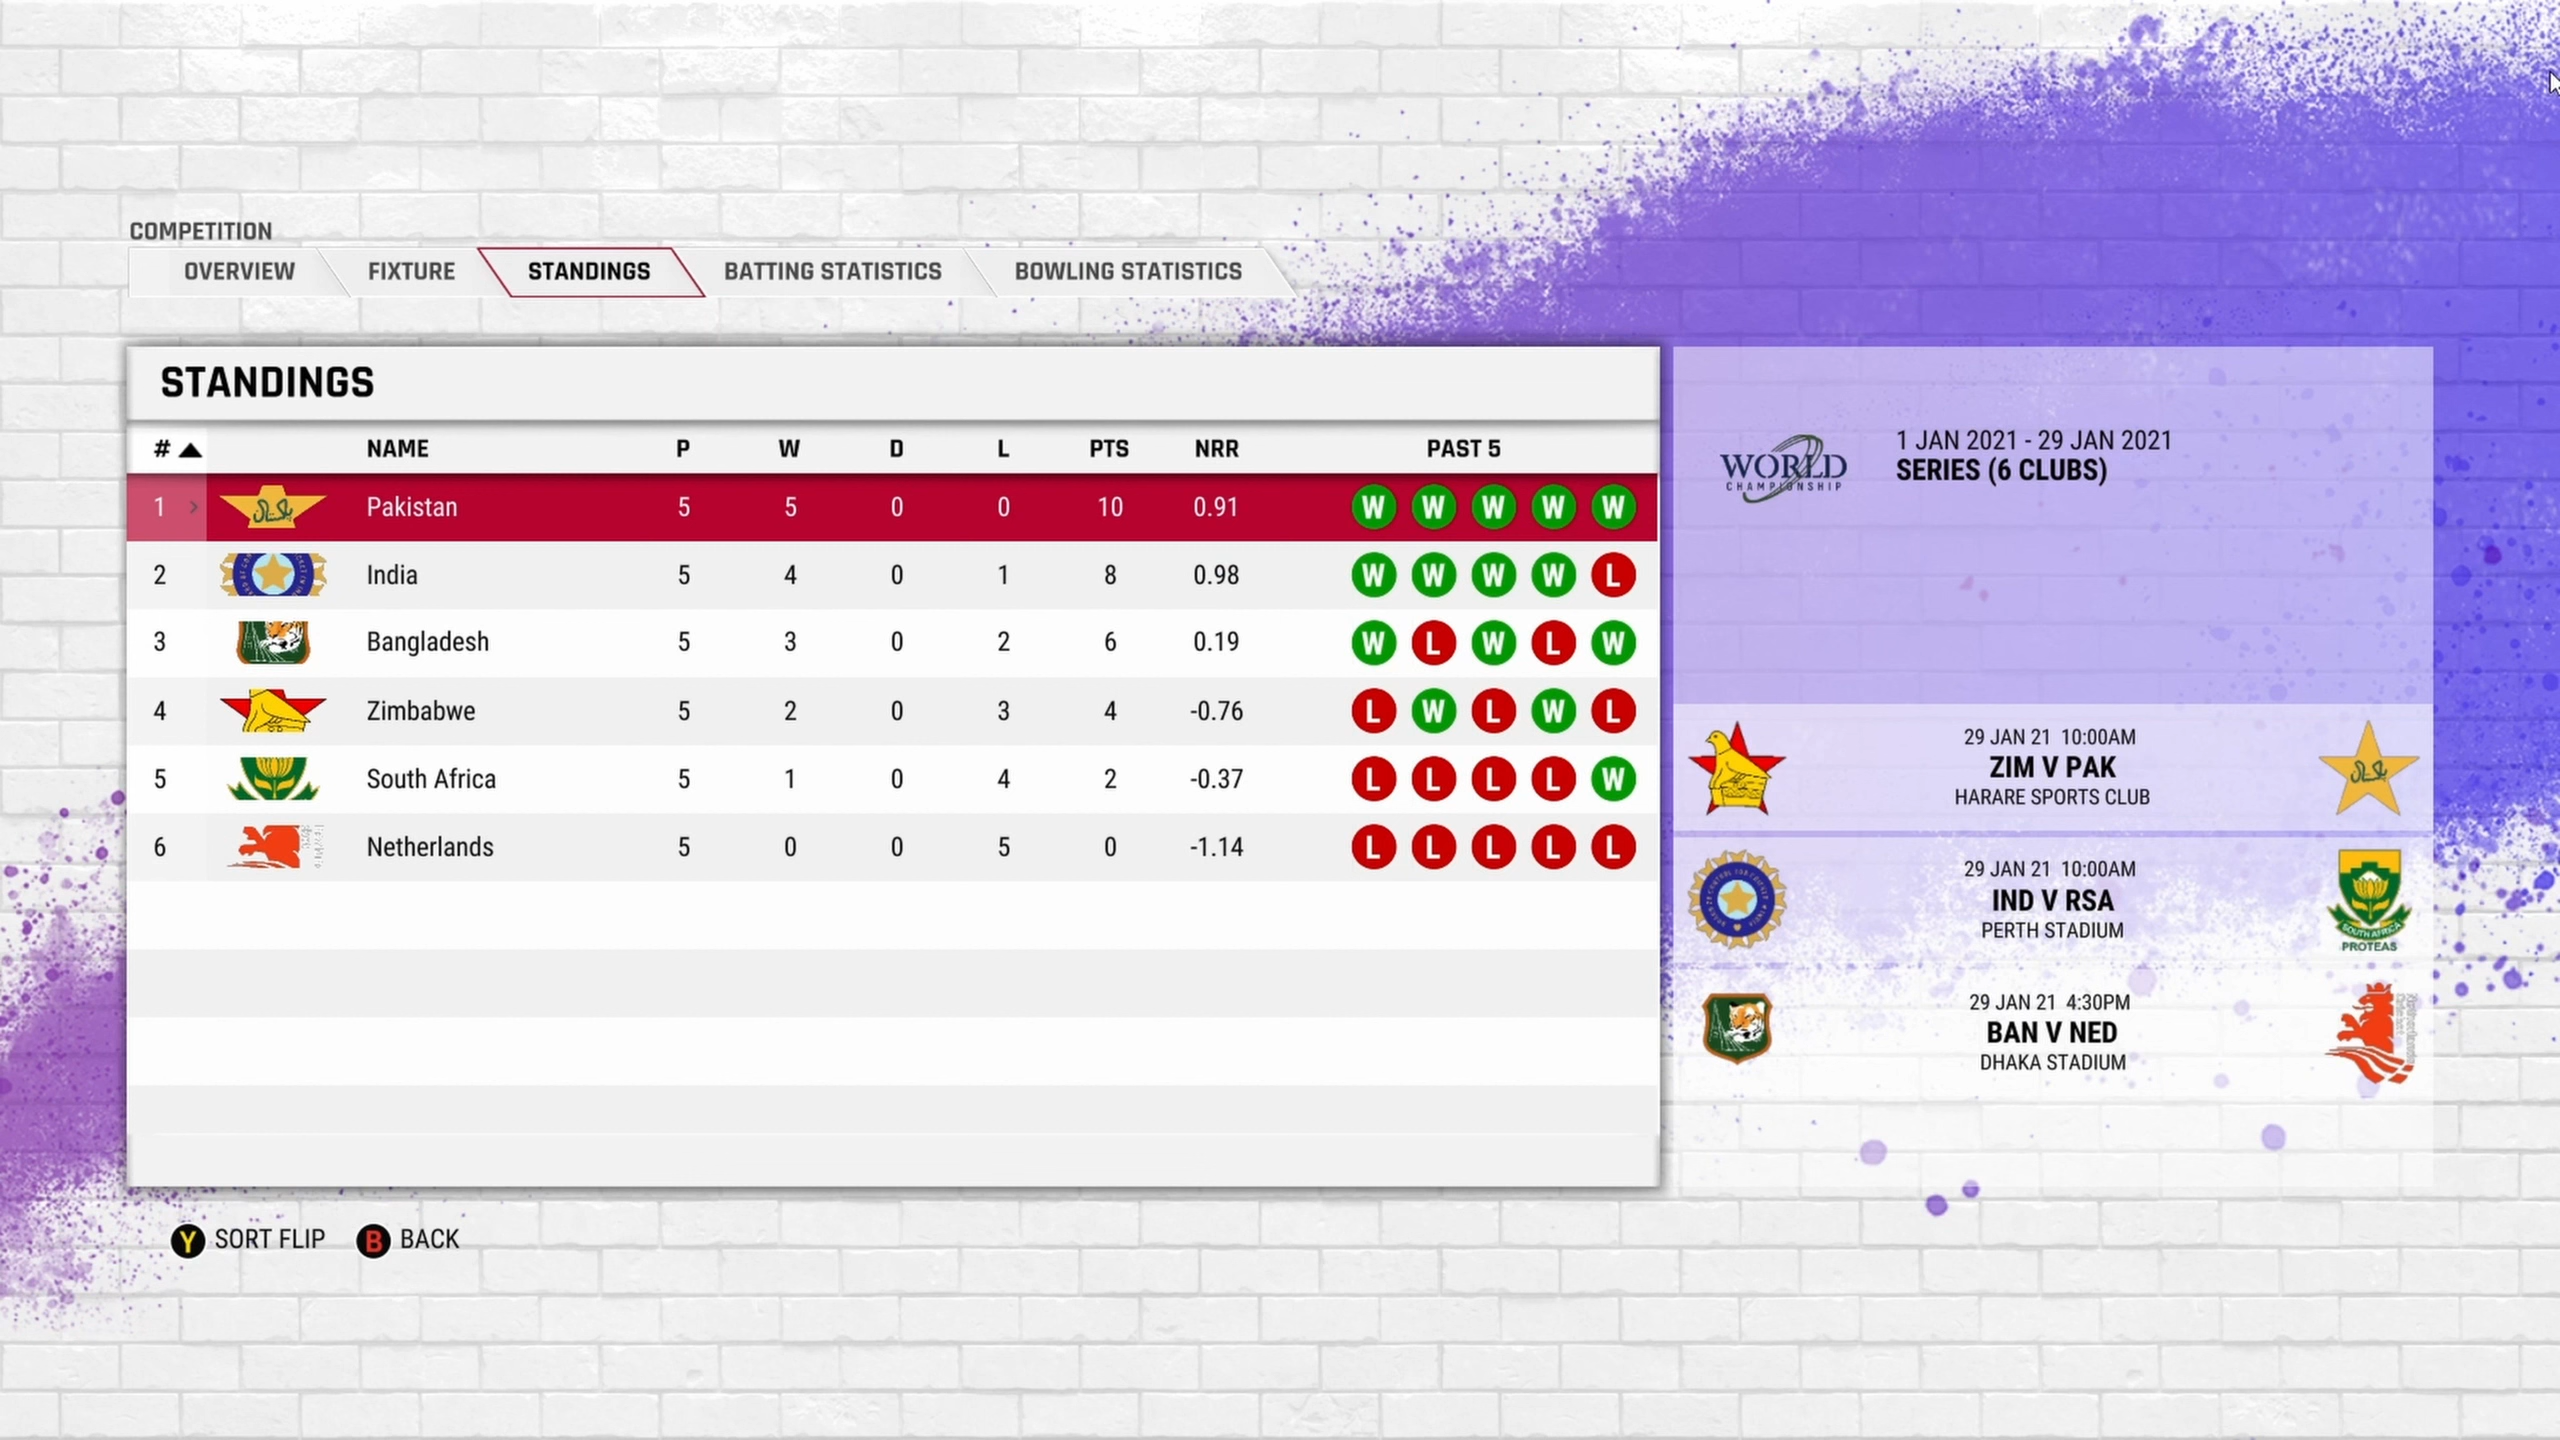 COMPETITION
OVERVIEW FIXTURE STANDINGS BATTING STATISTICS BOWLING STATISTICS
STANDINGS
# NAME P W D L PTS NRR PAST 5
1 Pakistan 5 5 0 0 10 0.91 W W W W W
2 India 5 4 0 1 8 0.98 W W W W L
3 Bangladesh 5 3 0 2 6 0.19 W L W L W
4 Zimbabwe 5 2 0 3 4 -0.76 L W L W L
5 South Africa 5 1 0 4 2 -0.37 L L L L W
6 Netherlands 5 0 0 5 0 -1.14 L L L L L
WORLD
CHAMPIONSHIP
1 JAN 2021 - 29 JAN 2021
SERIES (6 CLUBS)
29 JAN 21 10:00AM
ZIM V PAK
HARARE SPORTS CLUB
29 JAN 21 10:00AM
IND V RSA
PERTH STADIUM
SOUTH AFRICA
PROTEAS
29 JAN 21 4:30PM
BAN V NED
DHAKA STADIUM
Y SORT FLIP B BACK